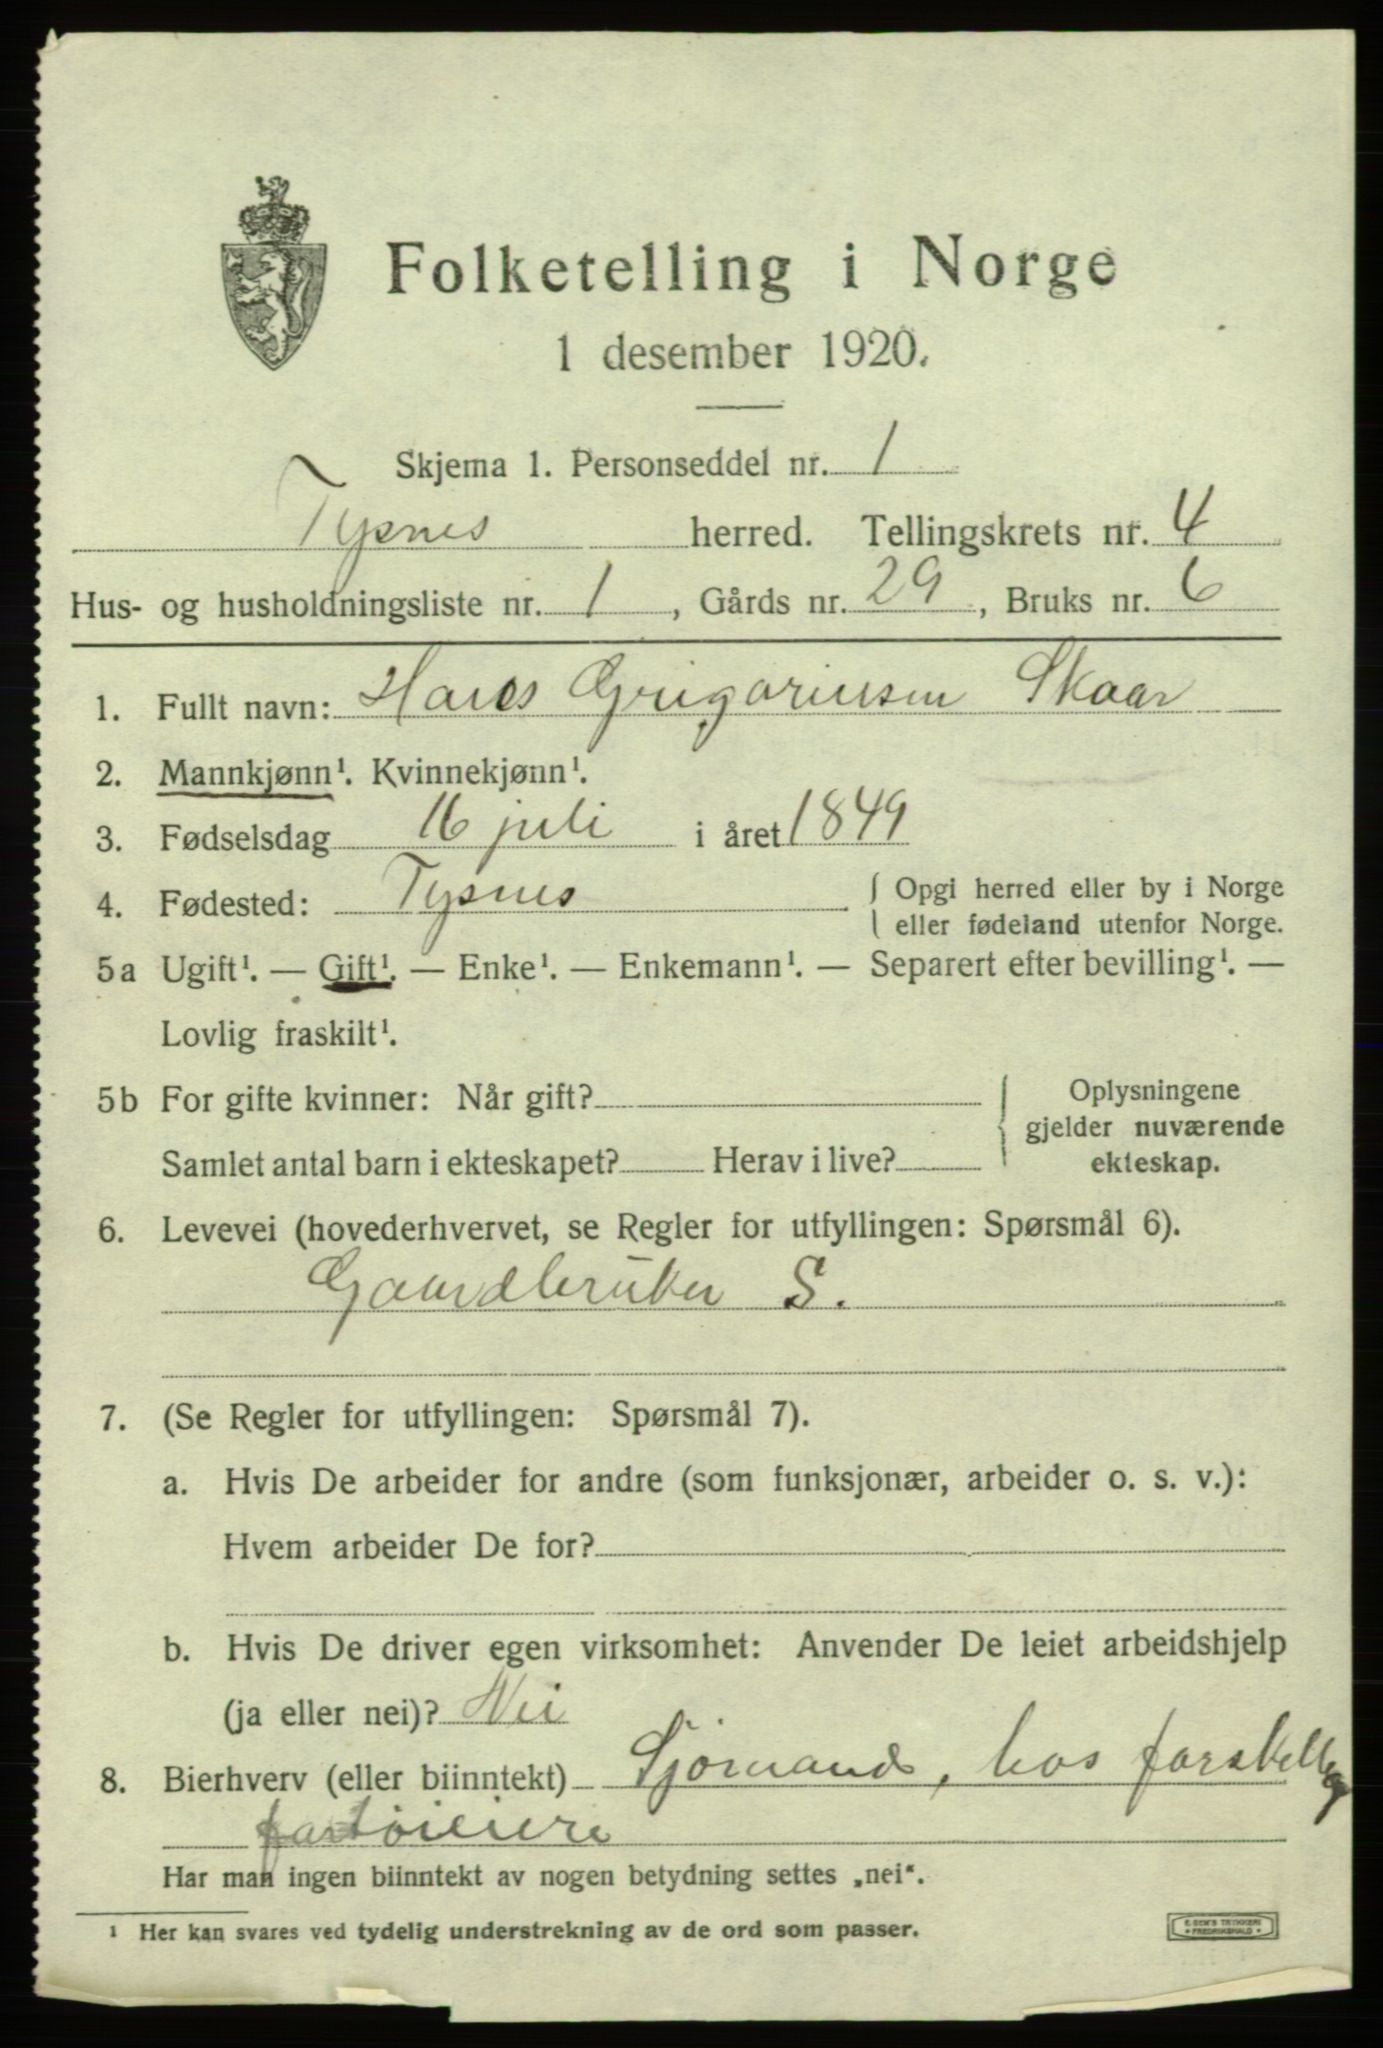 Folketelling i Norge
1 desember 1920.
Skjema 1. Personseddel nr. 1
Tysnes herred. Tellingskrets nr. 4
Hus- og husholdningsliste nr. 1, Gårds nr. 29, Bruks nr. 6
1. Fullt navn: Hans Grigoriussen Skaar
2. Mannkjønn¹. Kvinnekjønn¹.
3. Fødselsdag 16 juli i året 1849
4. Fødested: Tysnes { Opgi herred eller by i Norge
eller fødeland utenfor Norge.
5a Ugift¹. — Gift¹. — Enke¹. — Enkemann¹. — Separert efter bevilling¹. —
Lovlig fraskilt¹.
5b For gifte kvinner: Når gift? { Oplysningene
gjelder nuværende
Samlet antal barn i ekteskapet? Herav i live? ekteskap.
6. Levevei (hovederhvervet, se Regler for utfyllingen: Spørsmål 6).
Gaardbruker S.
7. (Se Regler for utfyllingen: Spørsmål 7).
a. Hvis De arbeider for andre (som funksjonær, arbeider o. s. v.):
Hvem arbeider De for?
b. Hvis De driver egen virksomhet: Anvender De leiet arbeidshjelp
(ja eller nei)? Nei
8. Bierhverv (eller biinntekt) Sjømand, hos forskellig
fartøieiere
Har man ingen biinntekt av nogen betydning settes „nei“.
¹ Her kan svares ved tydelig understrekning av de ord som passer.
E. SEM'S TRYKKERI
• FREDRIKSHALD •